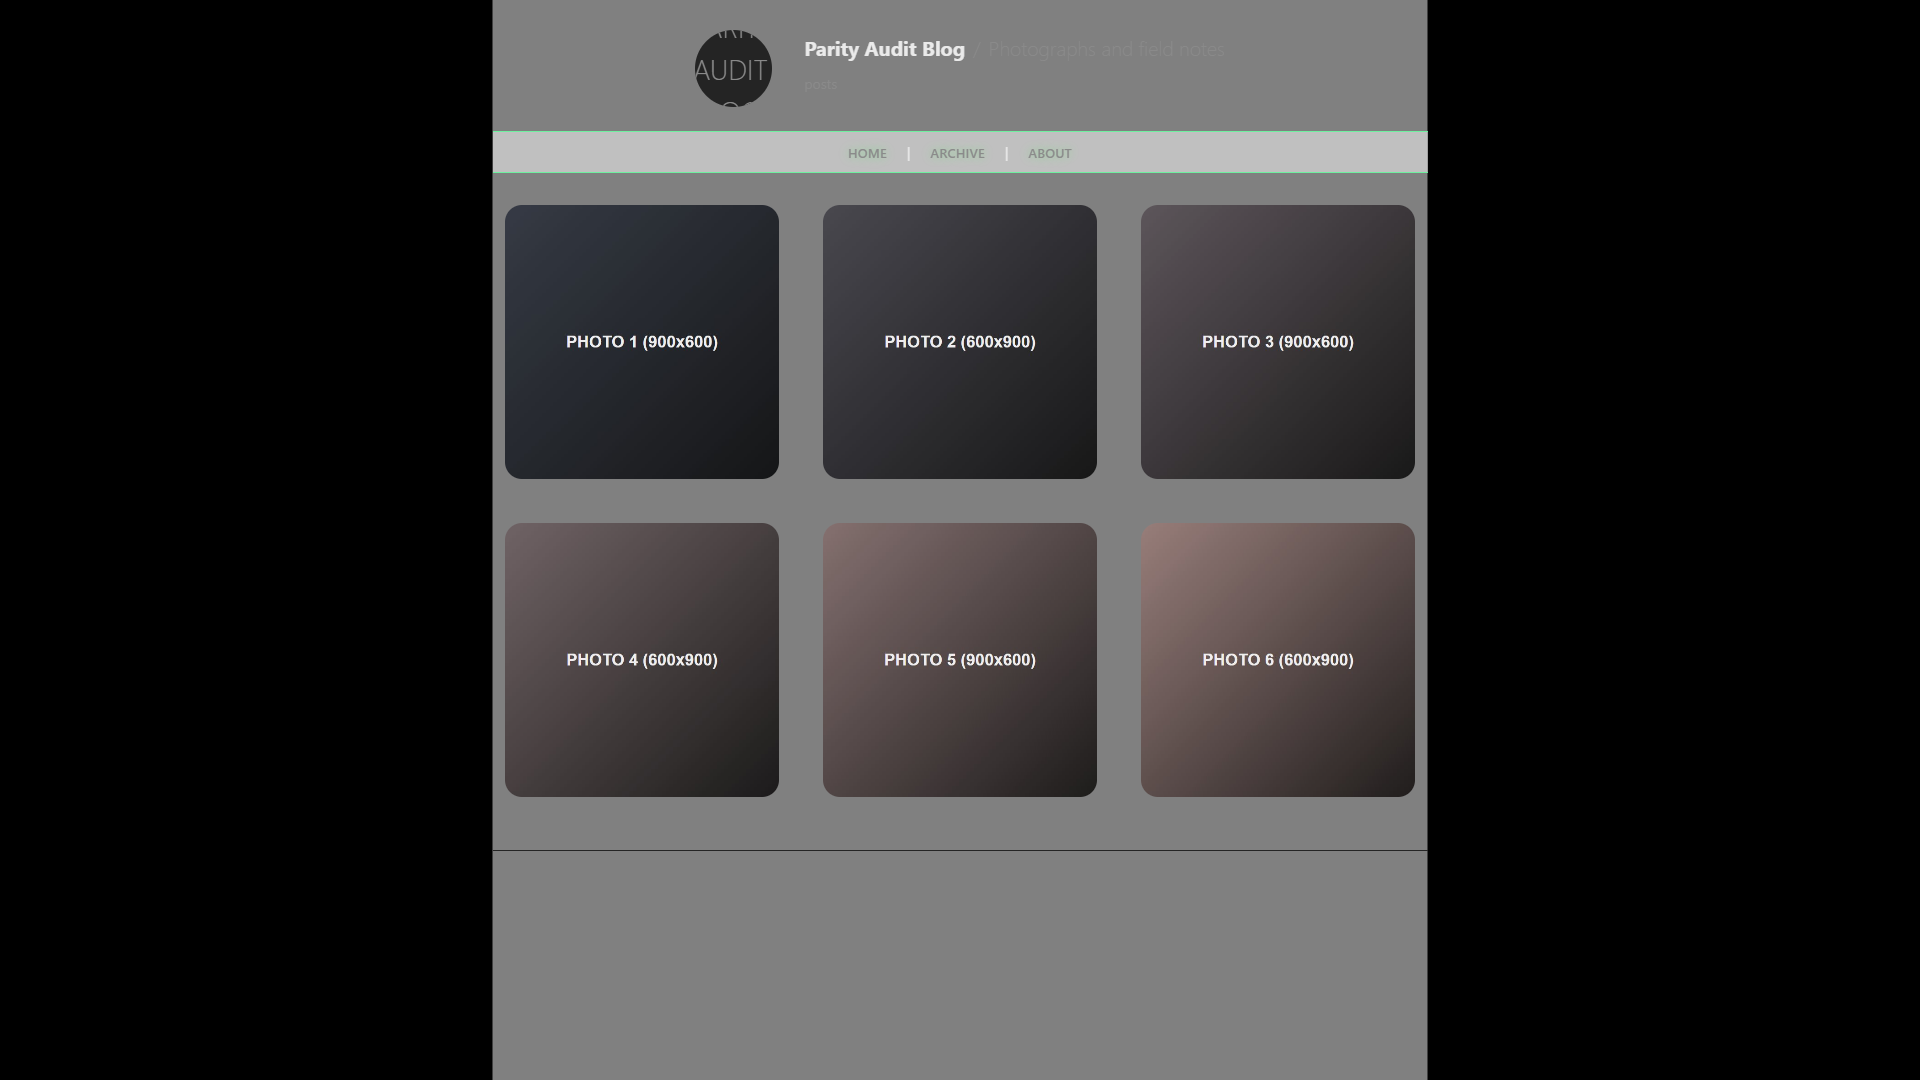 AUDIT
Parity Audit Blog / Photographs and field notes
posts
HOME | ARCHIVE | ABOUT
PHOTO 1 (900x600)
PHOTO 2 (600x900)
PHOTO 3 (900x600)
PHOTO 4 (600x900)
PHOTO 5 (900x600)
PHOTO 6 (600x900)